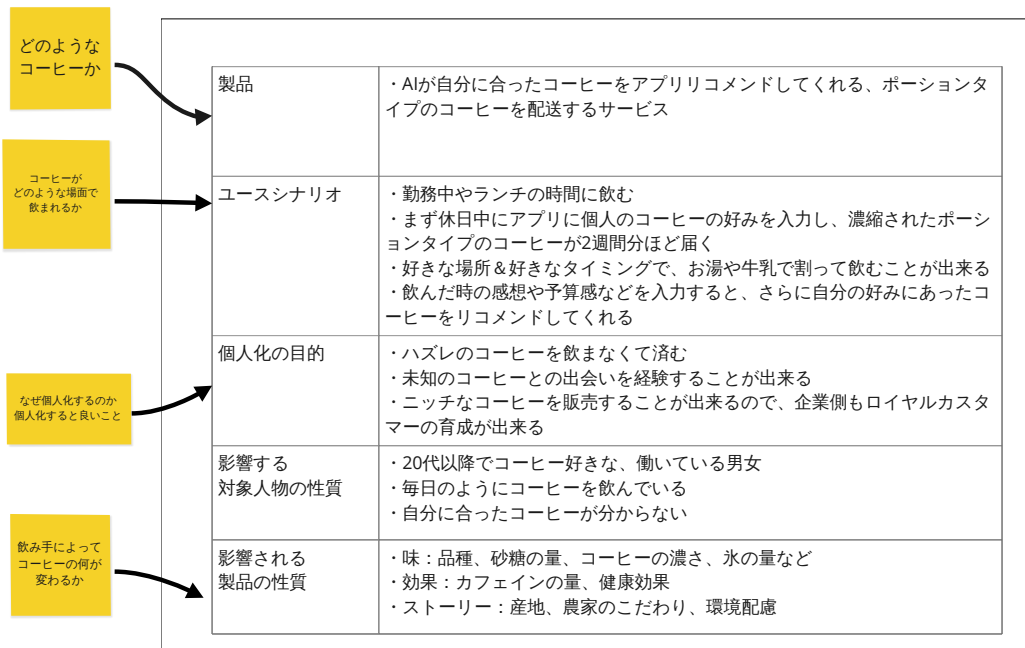 どのような
コーヒーか
製品
・AIが自分に合ったコーヒーをアプリリコメンドしてくれる、ポーションタ
イプのコーヒーを配送するサービス
コーヒーが
どのような場面で
飲まれるか
ユースシナリオ
・勤務中やランチの時間に飲む
・まず休日中にアプリに個人のコーヒーの好みを入力し、濃縮されたポーシ
ョンタイプのコーヒーが2週間分ほど届く
・好きな場所＆好きなタイミングで、お湯や牛乳で割って飲むことが出来る
・飲んだ時の感想や予算感などを入力すると、さらに自分の好みにあったコ
ーヒーをリコメンドしてくれる
なぜ個人化するのか
個人化すると良いこと
個人化の目的
・ハズレのコーヒーを飲まなくて済む
・未知のコーヒーとの出会いを経験することが出来る
・ニッチなコーヒーを販売することが出来るので、企業側もロイヤルカスタ
マーの育成が出来る
影響する
対象人物の性質
・20代以降でコーヒー好きな、働いている男女
・毎日のようにコーヒーを飲んでいる
・自分に合ったコーヒーが分からない
飲み手によって
コーヒーの何が
変わるか
影響される
製品の性質
・味：品種、砂糖の量、コーヒーの濃さ、氷の量など
・効果：カフェインの量、健康効果
・ストーリー：産地、農家のこだわり、環境配慮